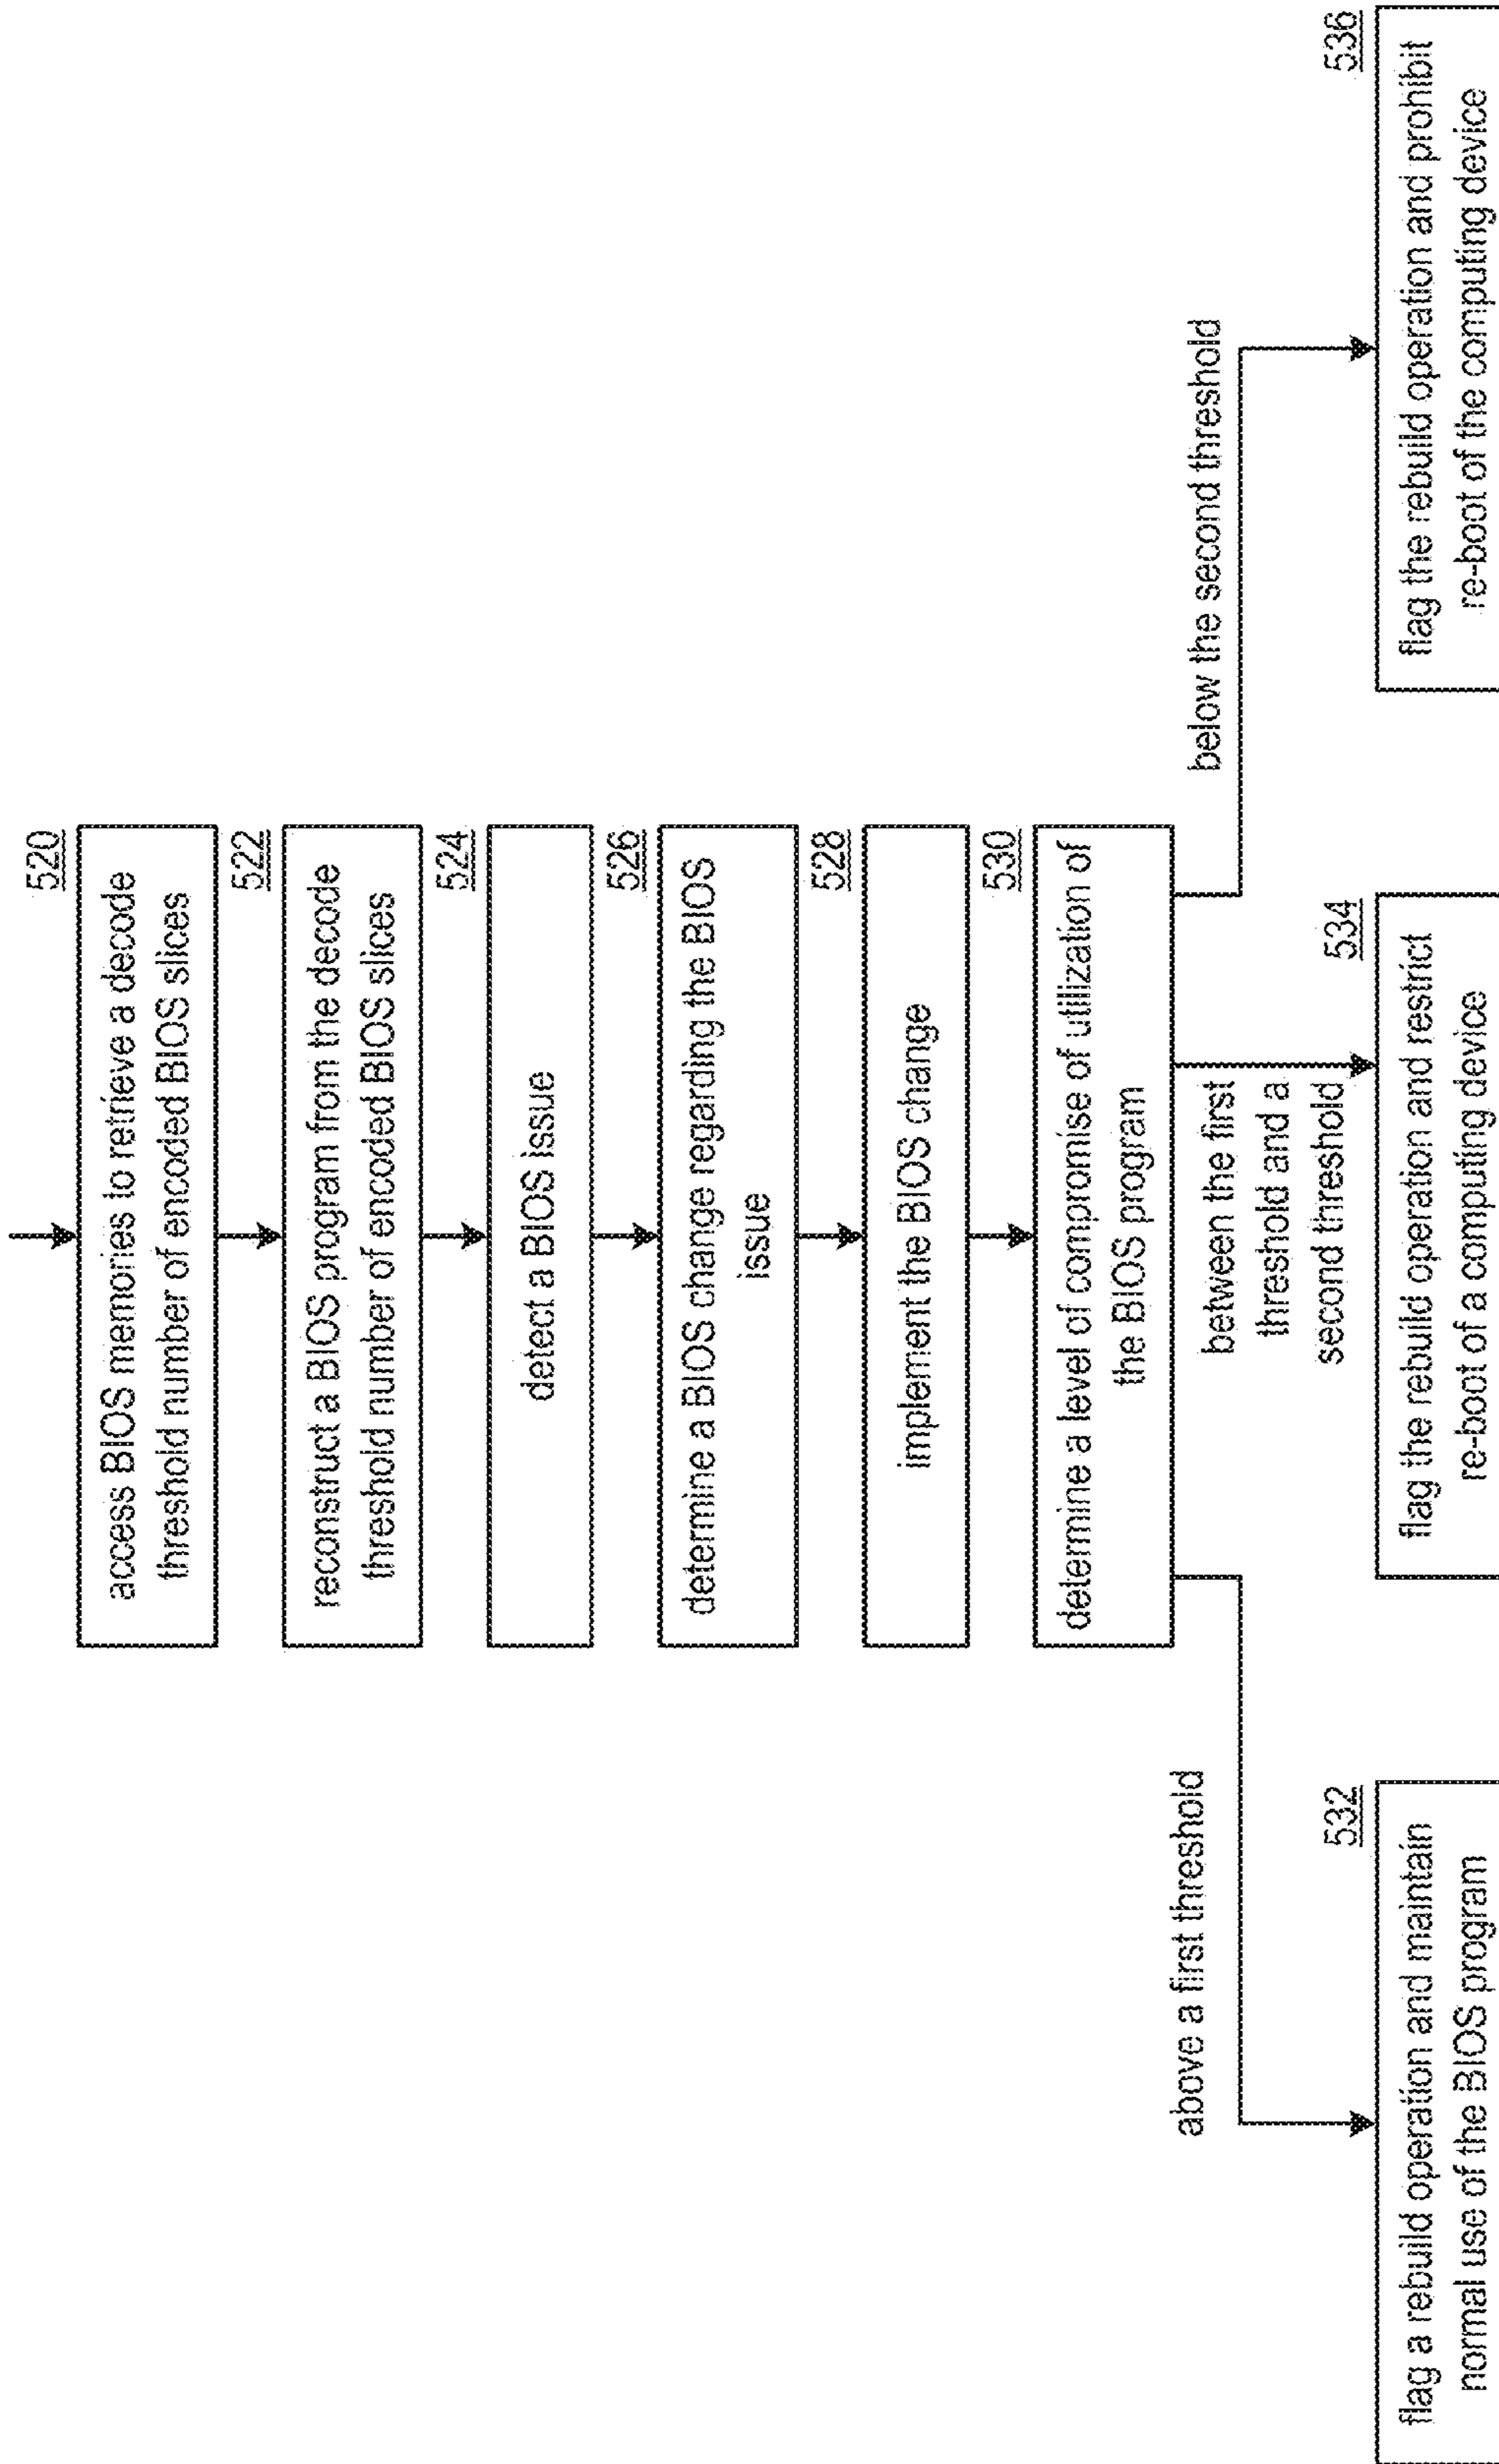 520
access BIOS memories to retrieve a decode
threshold number of encoded BIOS slices
522
reconstruct a BIOS program from the decode
threshold number of encoded BIOS slices
524
detect a BIOS issue
526
determine a BIOS change regarding the BIOS
issue
528
implement the BIOS change
530
determine a level of compromise of utilization of
the BIOS program
above a first threshold
between the first
threshold and a
second threshold
below the second threshold
532
flag a rebuild operation and maintain
normal use of the BIOS program
534
flag the rebuild operation and restrict
re-boot of a computing device
536
flag the rebuild operation and prohibit
re-boot of the computing device